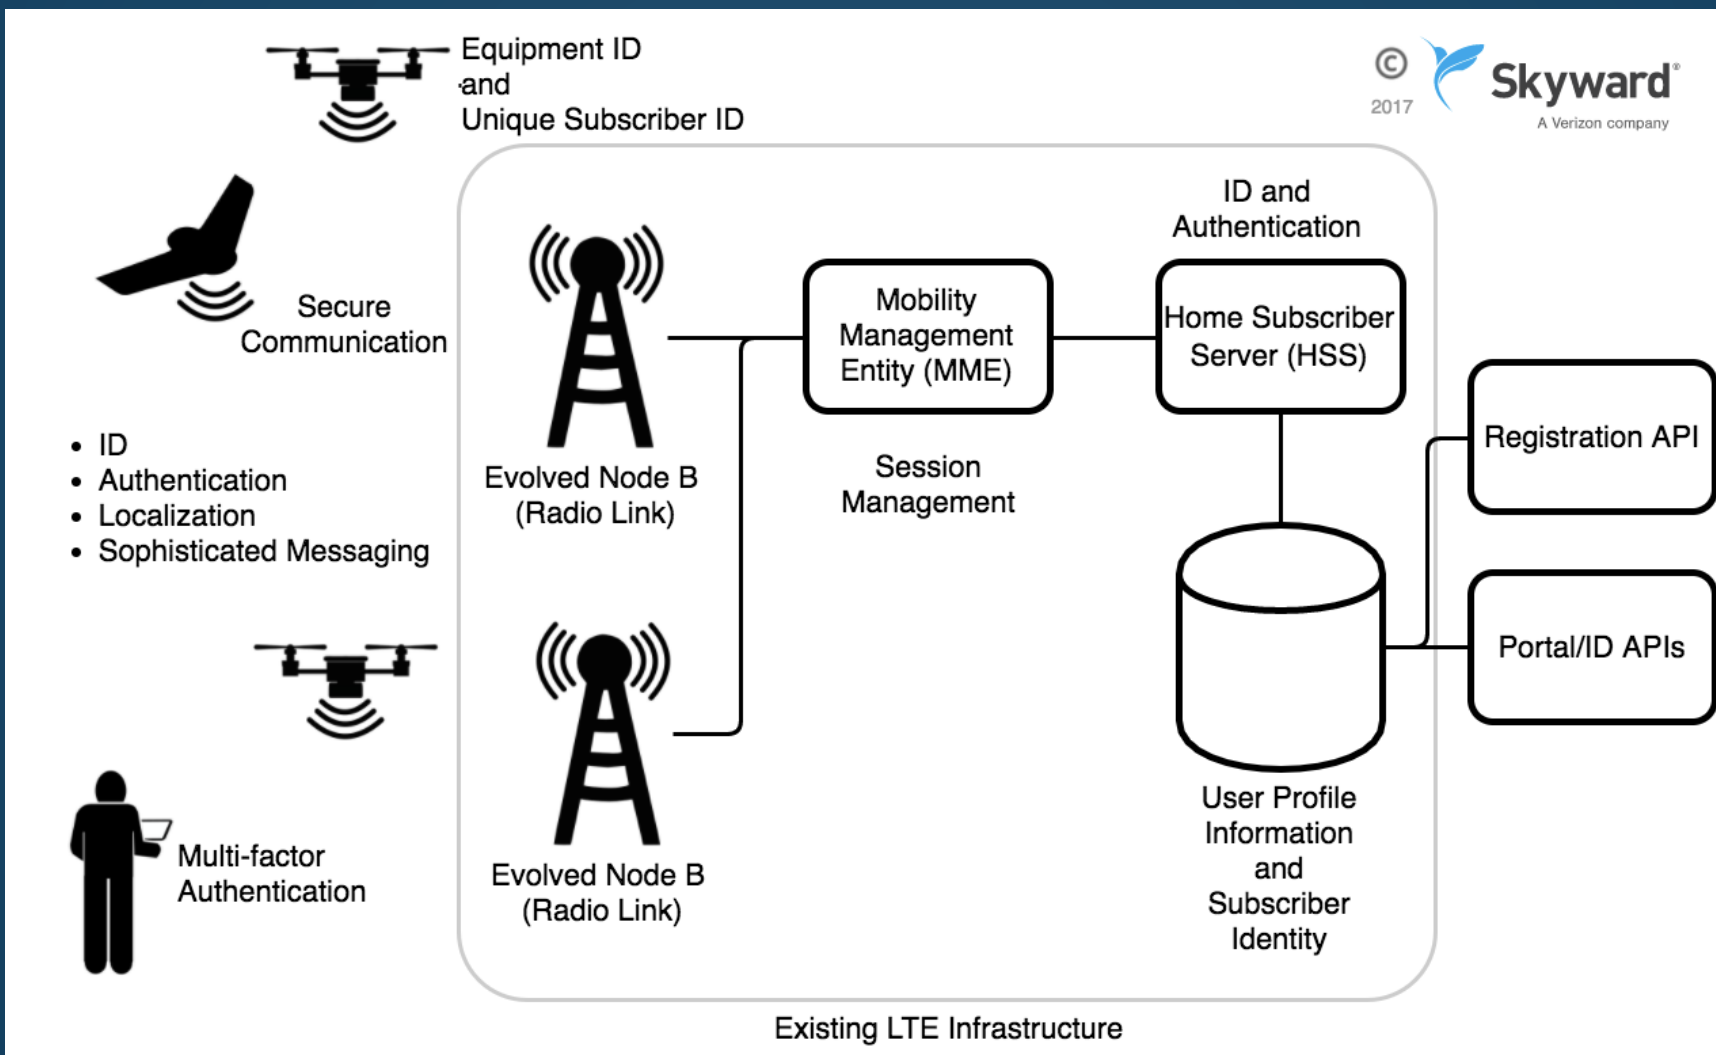 Equipment ID
and
Unique Subscriber ID
©
2017
Skyward®
A Verizon company
ID and
Authentication
Secure
Communication
Mobility
Management
Entity (MME)
Home Subscriber
Server (HSS)
• ID
• Authentication
• Localization
• Sophisticated Messaging
Evolved Node B
(Radio Link)
Session
Management
Registration API
Portal/ID APIs
Multi-factor
Authentication
Evolved Node B
(Radio Link)
User Profile
Information
and
Subscriber
Identity
Existing LTE Infrastructure